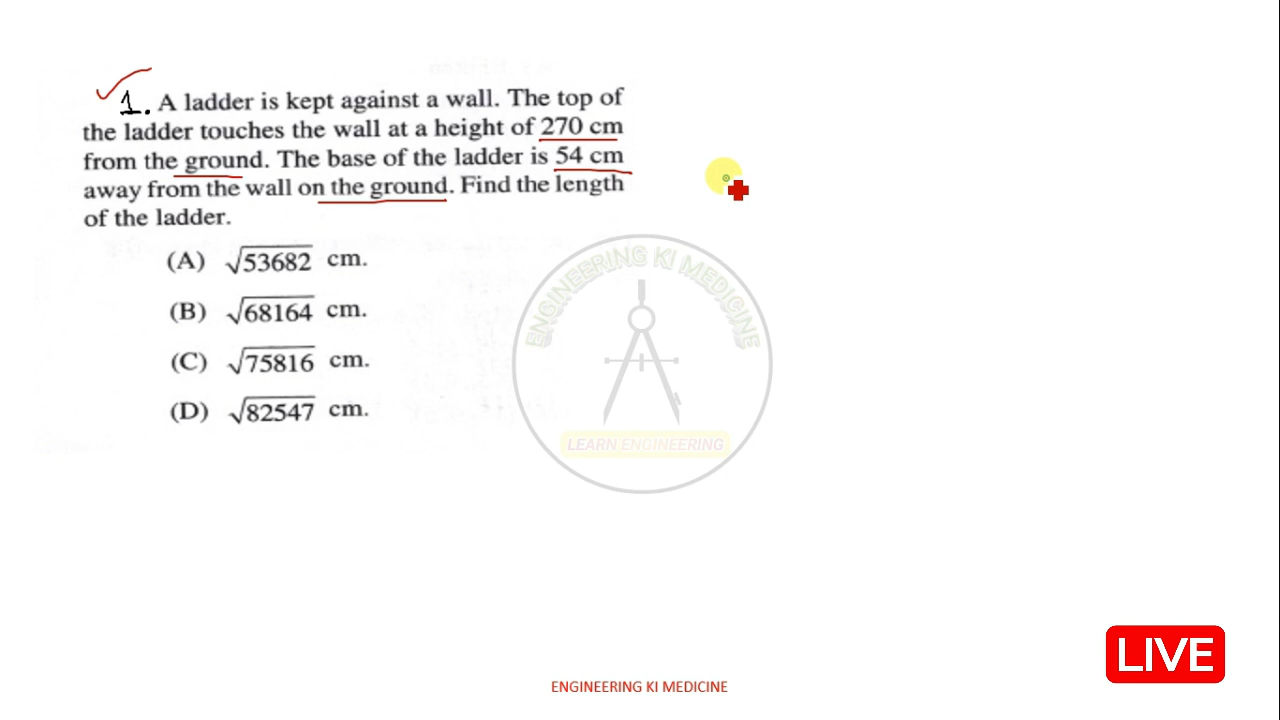 1. A ladder is kept against a wall. The top of
the ladder touches the wall at a height of 270 cm
from the ground. The base of the ladder is 54 cm
away from the wall on the ground. Find the length
of the ladder.
(A) √53682 cm.
(B) √68164 cm.
(C) √75816 cm.
(D) √82547 cm.
ENGINEERING KI MEDICINE
LEARN ENGINEERING
LIVE
ENGINEERING KI MEDICINE